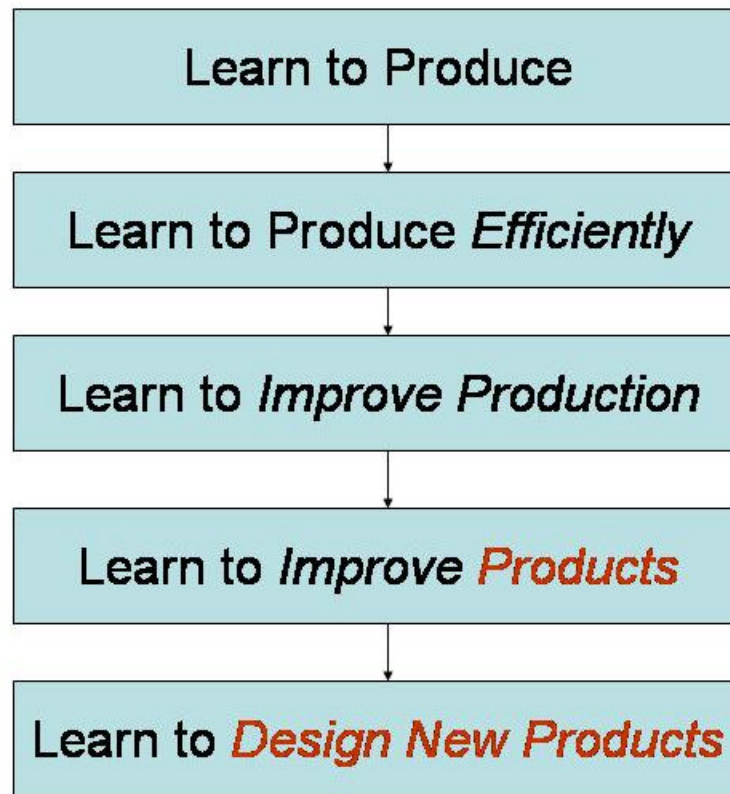 Learn to Produce
Learn to Produce Efficiently
Learn to Improve Production
Learn to Improve Products
Learn to Design New Products